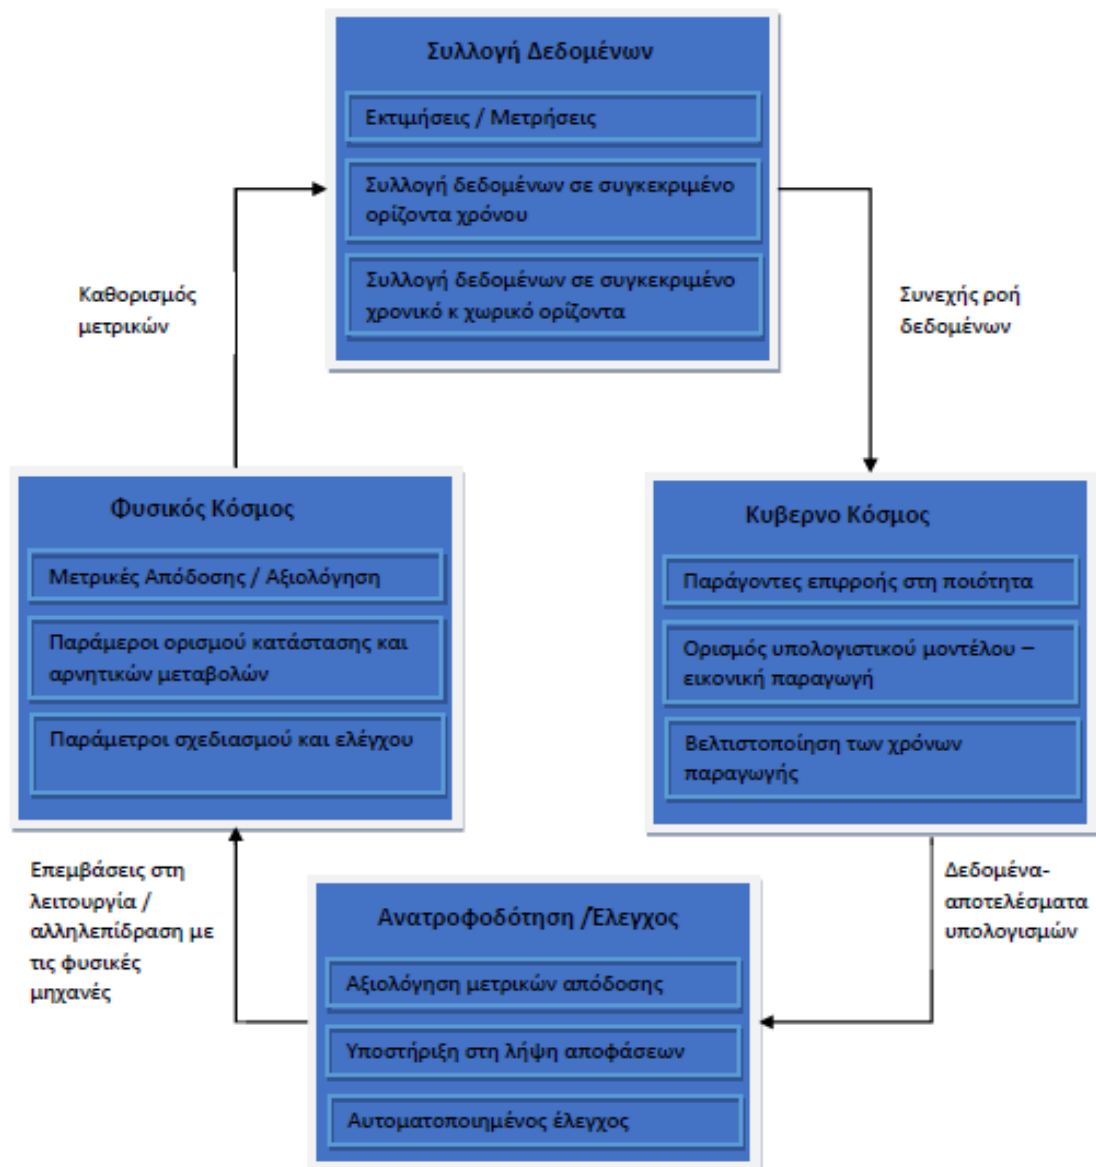 Συλλογή Δεδομένων
Εκτιμήσεις / Μετρήσεις
Συλλογή δεδομένων σε συγκεκριμένο
ορίζοντα χρόνου
Συλλογή δεδομένων σε συγκεκριμένο
χρονικό κ χωρικό ορίζοντα
Καθορισμός
μετρικών
Συνεχής ροή
δεδομένων
Φυσικός Κόσμος
Μετρικές Απόδοσης / Αξιολόγηση
Παράμεροι ορισμού κατάστασης και
αρνητικών μεταβολών
Παράμετροι σχεδιασμού και ελέγχου
Κυβερνο Κόσμος
Παράγοντες επιρροής στη ποιότητα
Ορισμός υπολογιστικού μοντέλου –
εικονική παραγωγή
Βελτιστοποίηση των χρόνων
παραγωγής
Επεμβάσεις στη
λειτουργία /
αλληλεπίδραση με
τις φυσικές
μηχανές
Δεδομένα-
αποτελέσματα
υπολογισμών
Ανατροφοδότηση /Έλεγχος
Αξιολόγηση μετρικών απόδοσης
Υποστήριξη στη λήψη αποφάσεων
Αυτοματοποιημένος έλεγχος